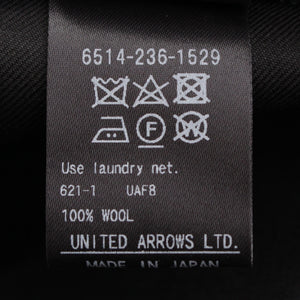 6514-236-1529
Use laundry net.
621-1 UAF8
100% WOOL
UNITED ARROWS LTD.
MADE IN JAPAN